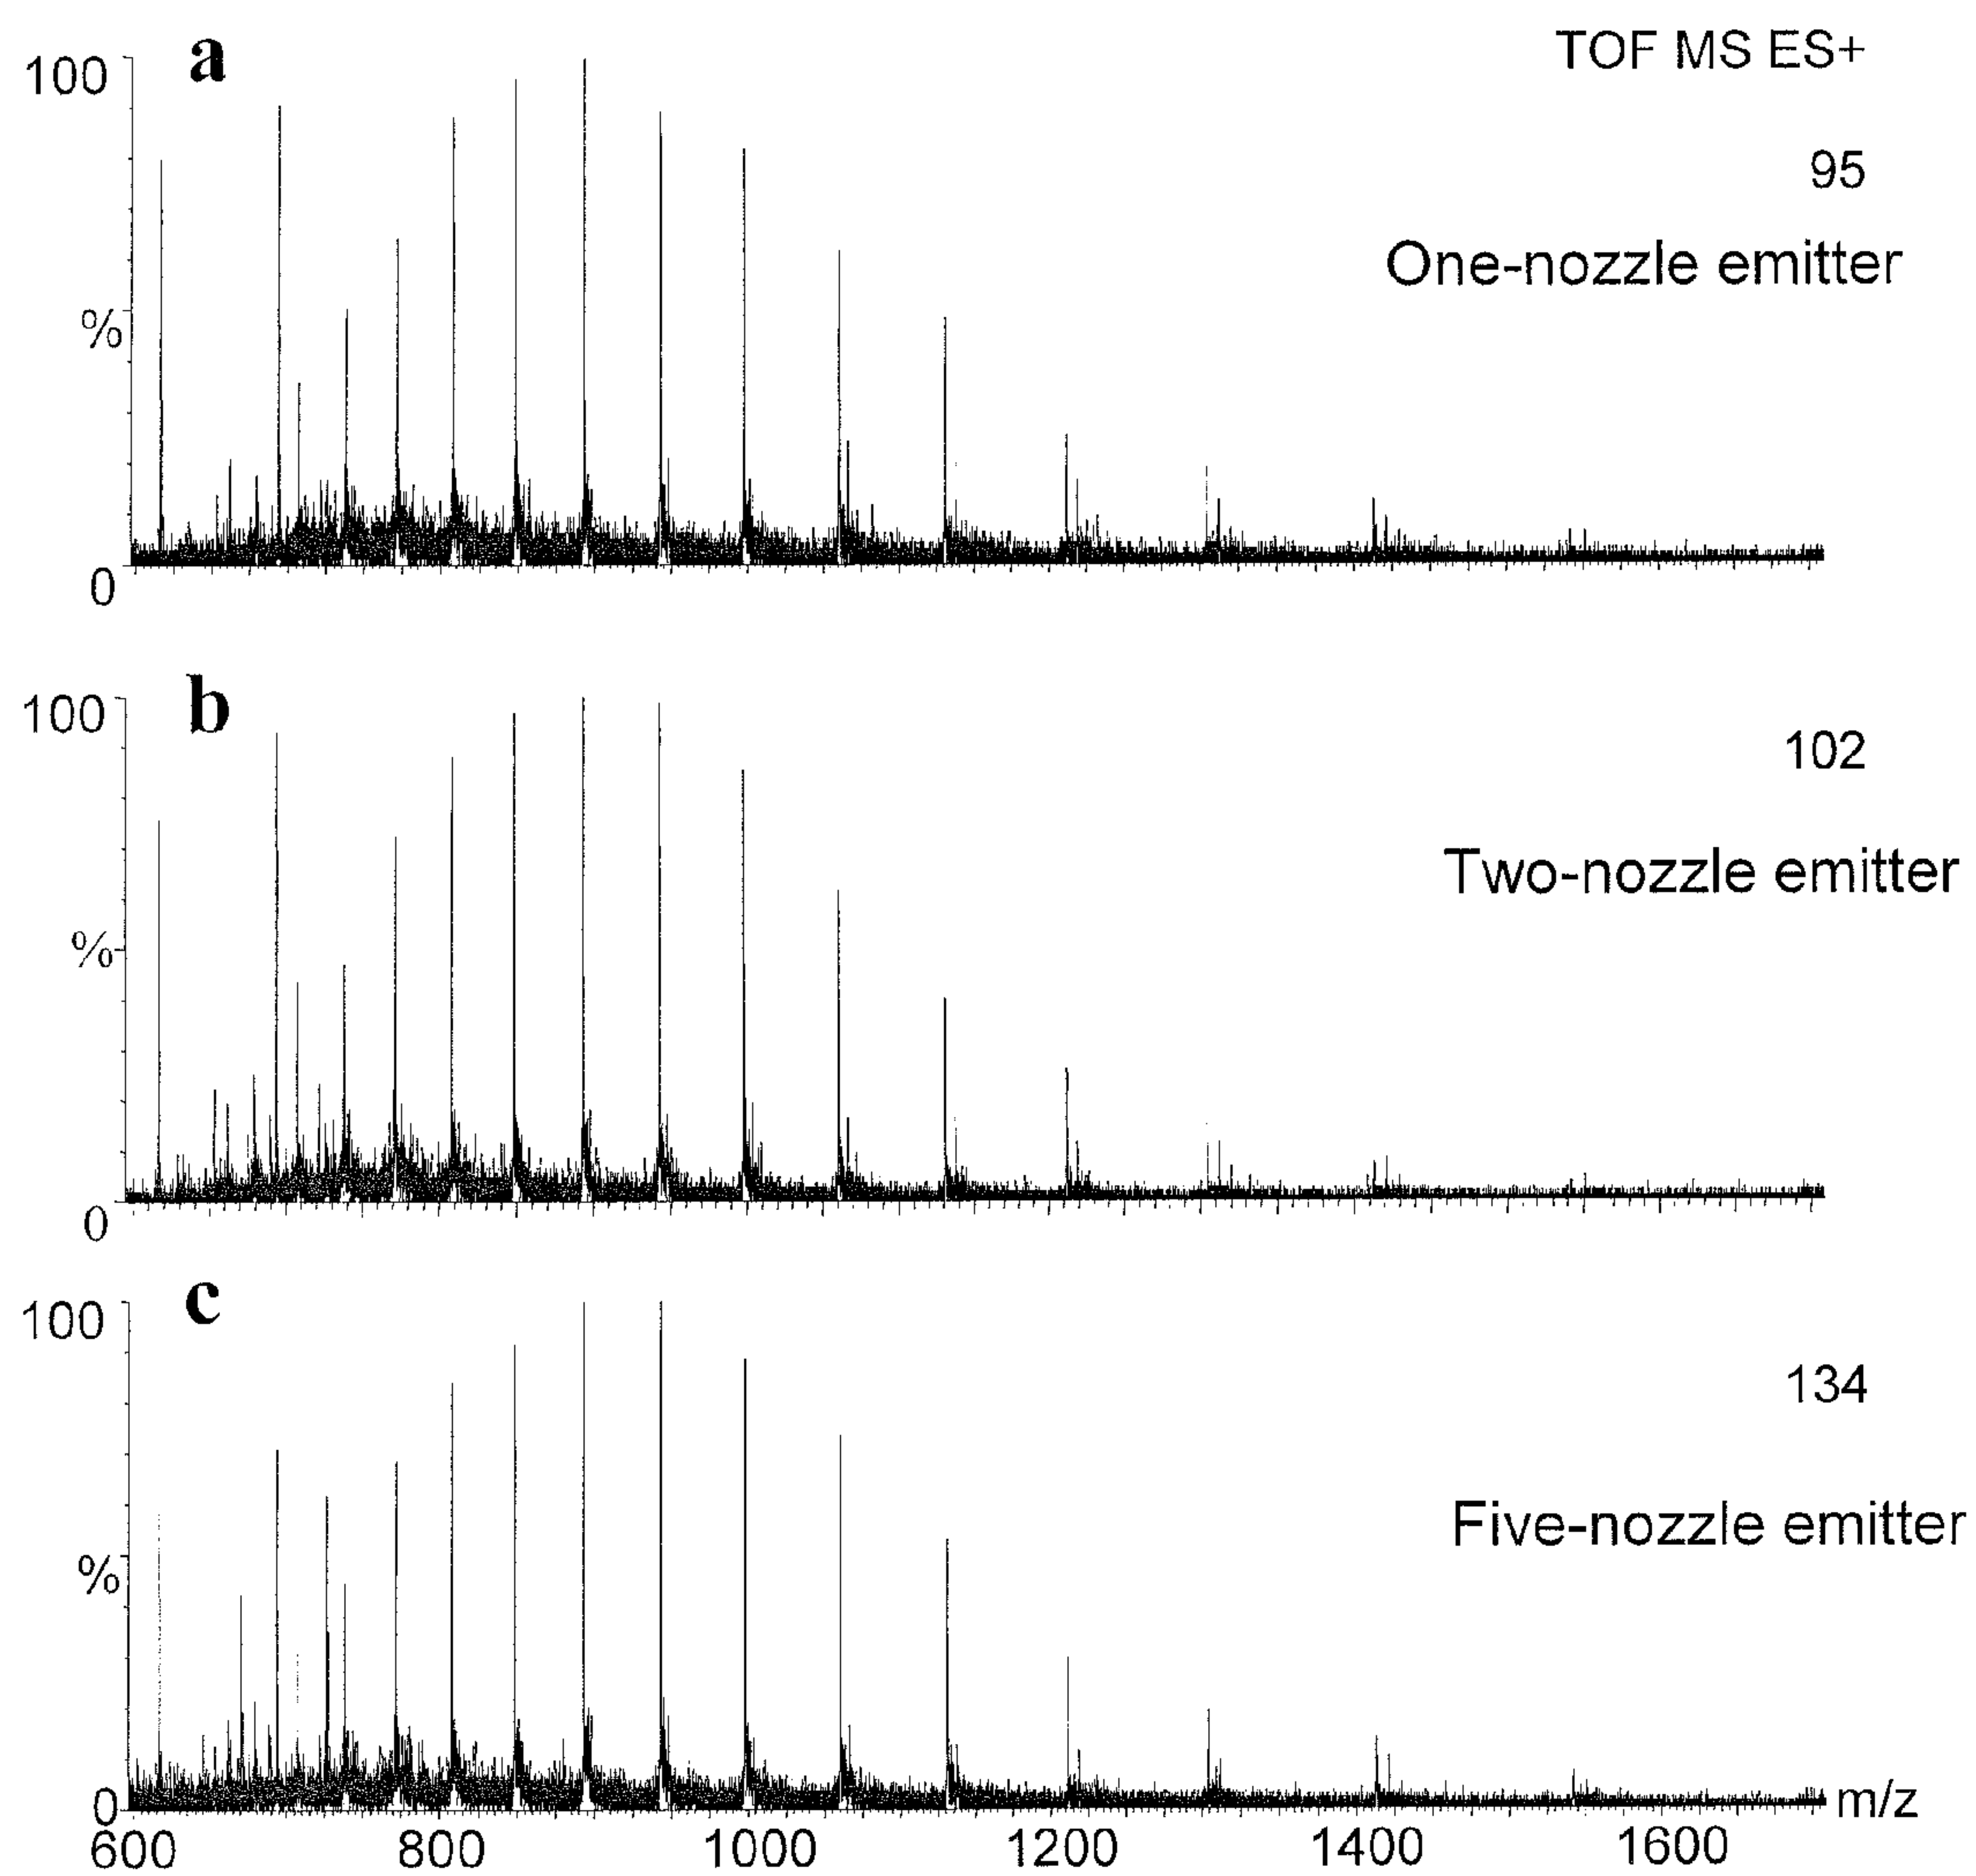 a
TOF MS ES+
100
95
One-nozzle emitter
%
0
b
100
102
Two-nozzle emitter
%
0
c
100
134
Five-nozzle emitter
%
0
m/z
600 800 1000 1200 1400 1600